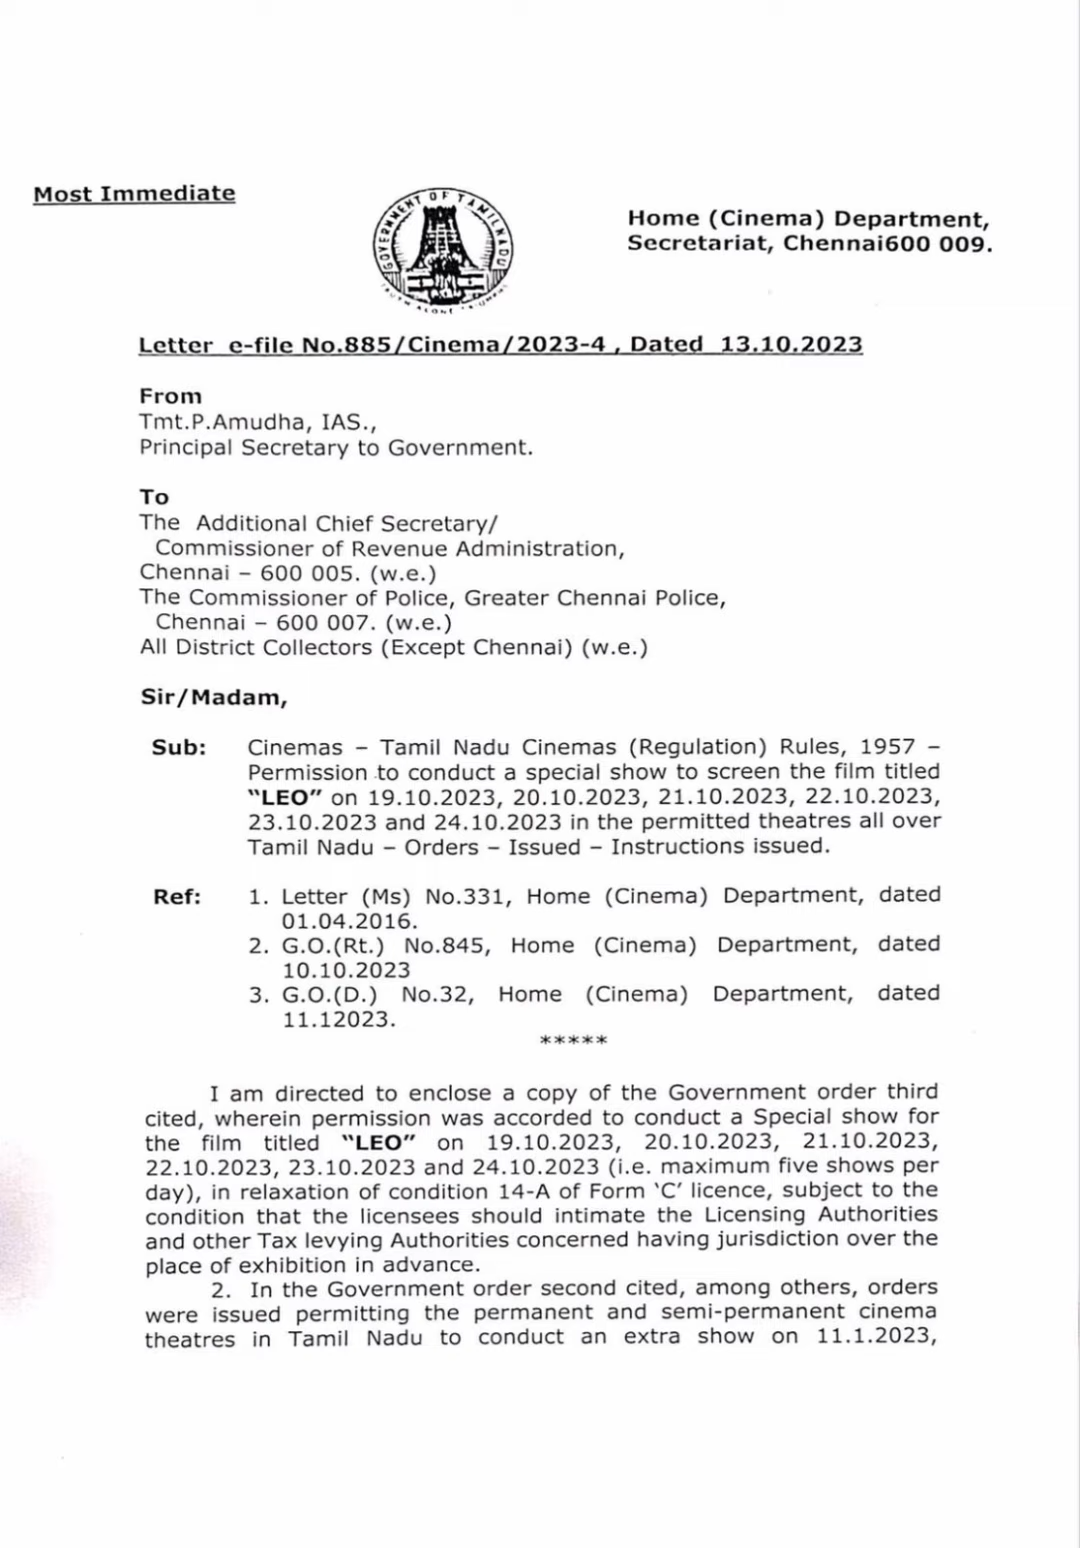 Most Immediate
GOVERNMENT OF TAMILNADU
TRUTH ALONE TRIUMPHS
Home (Cinema) Department,
Secretariat, Chennai600 009.
Letter e-file No.885/Cinema/2023-4 , Dated 13.10.2023
From
Tmt.P.Amudha, IAS.,
Principal Secretary to Government.
To
The Additional Chief Secretary/
Commissioner of Revenue Administration,
Chennai – 600 005. (w.e.)
The Commissioner of Police, Greater Chennai Police,
Chennai – 600 007. (w.e.)
All District Collectors (Except Chennai) (w.e.)
Sir/Madam,
Sub: Cinemas – Tamil Nadu Cinemas (Regulation) Rules, 1957 –
Permission to conduct a special show to screen the film titled
“LEO” on 19.10.2023, 20.10.2023, 21.10.2023, 22.10.2023,
23.10.2023 and 24.10.2023 in the permitted theatres all over
Tamil Nadu – Orders – Issued – Instructions issued.
Ref: 1. Letter (Ms) No.331, Home (Cinema) Department, dated
01.04.2016.
2. G.O.(Rt.) No.845, Home (Cinema) Department, dated
10.10.2023
3. G.O.(D.) No.32, Home (Cinema) Department, dated
11.12023.
*****
I am directed to enclose a copy of the Government order third
cited, wherein permission was accorded to conduct a Special show for
the film titled “LEO” on 19.10.2023, 20.10.2023, 21.10.2023,
22.10.2023, 23.10.2023 and 24.10.2023 (i.e. maximum five shows per
day), in relaxation of condition 14-A of Form ‘C’ licence, subject to the
condition that the licensees should intimate the Licensing Authorities
and other Tax levying Authorities concerned having jurisdiction over the
place of exhibition in advance.
2. In the Government order second cited, among others, orders
were issued permitting the permanent and semi-permanent cinema
theatres in Tamil Nadu to conduct an extra show on 11.1.2023,